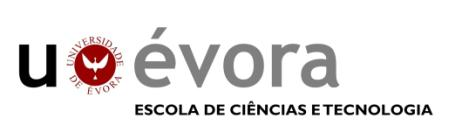 u évora
UNIVERSIDADE DE ÉVORA
ESCOLA DE CIÊNCIAS E TECNOLOGIA